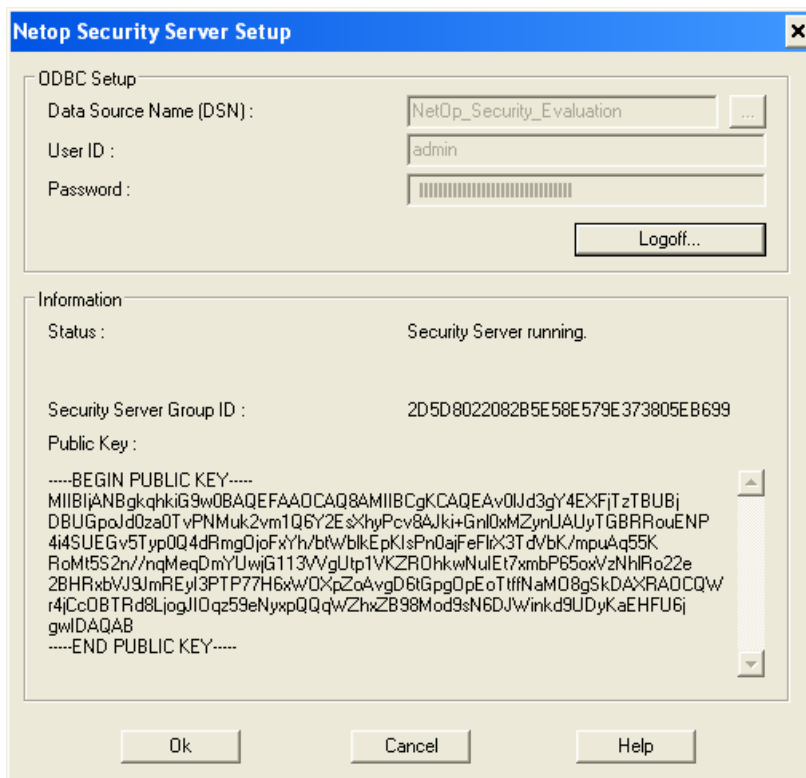 Netop Security Server Setup
ODBC Setup
Data Source Name (DSN) :
NetOp_Security_Evaluation
...
User ID :
admin
Password :
Logoff...
Information
Status :
Security Server running.
Security Server Group ID :
2D5D8022082B5E58E579E373805EB699
Public Key :
-----BEGIN PUBLIC KEY-----
MIIBIjANBgkqhkiG9w0BAQEFAAOCAQ8AMIIBCgKCAQEAv0lJd3gY4EXFjTzTBUBj
DBUGpoJd0za0TvPNMuk2vm1Q6Y2EsXhyPcv8AJki+Gnl0xMZynUAUyTGBRRouENP
4i4SUEGv5Typ0Q4dRmgOjoFxYh/btWblkEpKIsPn0ajFeFlrX3TdVbK/mpuAq55K
RoMt5S2n//nqMeqDmYUwjG113VVgUtp1VKZROhkwNulEt7xmbP65oxVzNhlRo22e
2BHRxbVJ9JmREyl3PTP77H6xWOXpZoAvgD6tGpgOpEoTtffNaMO8gSkDAXRAOCQW
r4jCcOBTRd8LjogJIOqz59eNyxpQQqWZhxZB98Mod9sN6DJWinkd9UDyKaEHFU6j
gwIDAQAB
-----END PUBLIC KEY-----
Ok
Cancel
Help